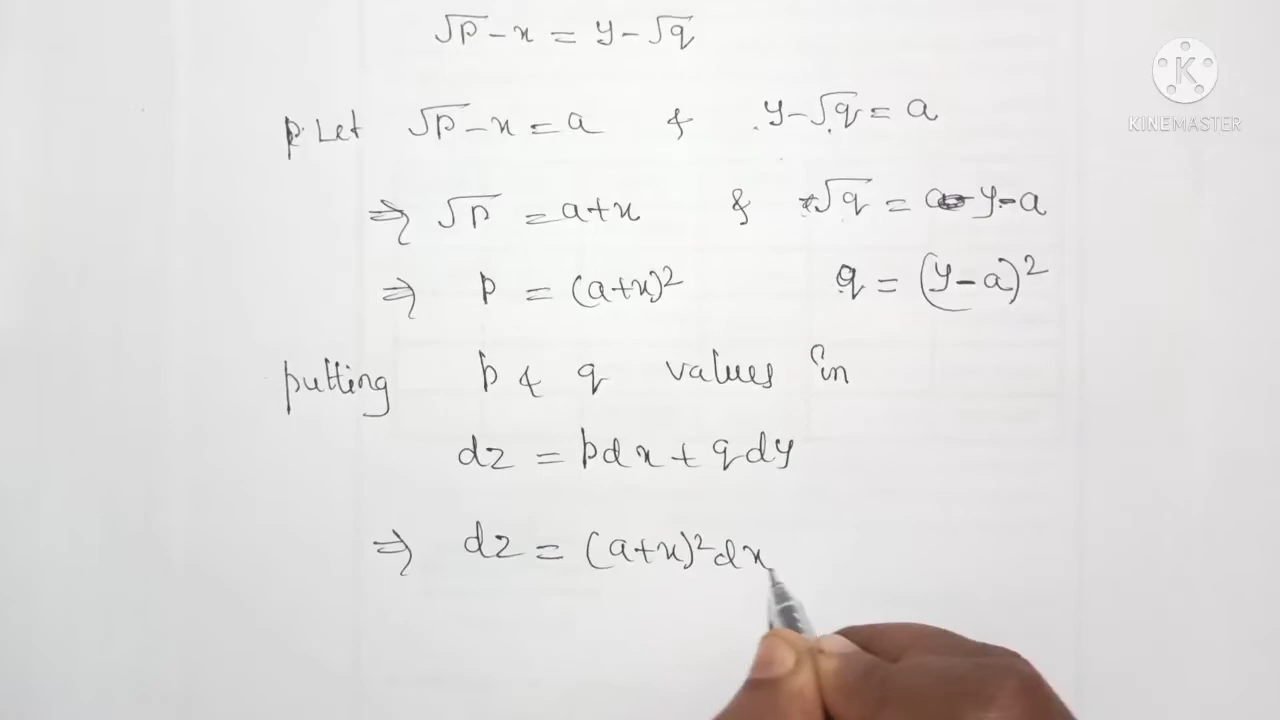 √p - x = y - √q
K
KINEMASTER
Let √p - x = a & y - √q = a
⇒ √p = a+x & √q = y-a
⇒ p = (a+x)² q = (y-a)²
putting p & q values in
dz = pdx + qdy
⇒ dz = (a+x)²dx